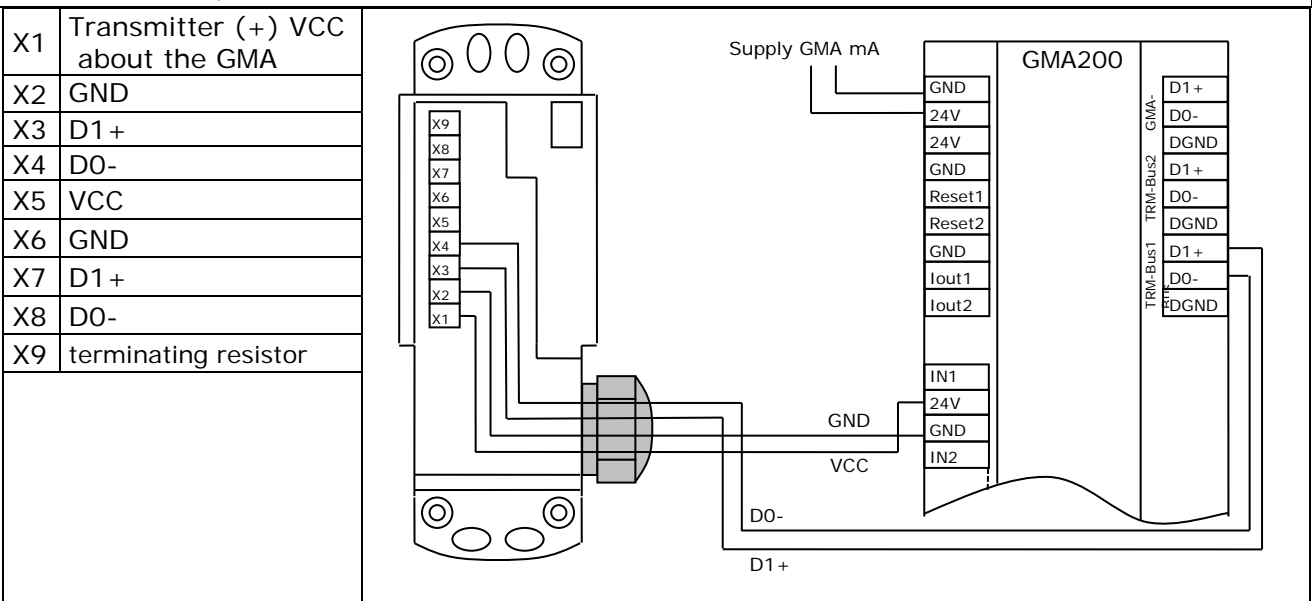 X1 Transmitter (+) VCC
about the GMA
X2 GND
X3 D1+
X4 D0-
X5 VCC
X6 GND
X7 D1+
X8 D0-
X9 terminating resistor
X9
X8
X7
X6
X5
X4
X3
X2
X1
Supply GMA mA
GMA200
GND
24V
24V
GND
Reset1
Reset2
GND
Iout1
Iout2
IN1
24V
GND
IN2
GMA-
TRM-Bus2
TRM-Bus1
D1+
D0-
DGND
D1+
D0-
DGND
D1+
D0-
DGND
GND
VCC
D0-
D1+